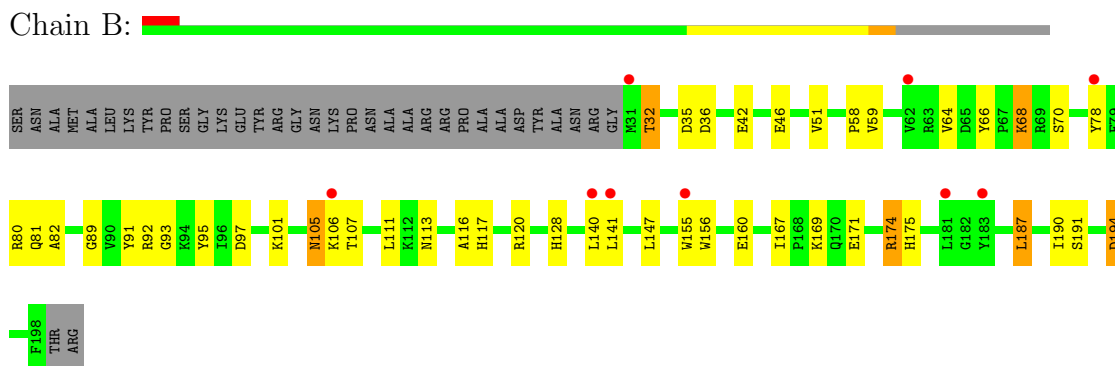 Chain B:
SER ASN ALA MET ALA LEU LYS TYR PRO SER GLY LYS GLU TYR ARG GLY ASN LYS PRO ASN ALA ALA ARG ARG PRO ALA ALA ASP TYR ALA ASN ARG GLY M31 T32 D35 D36 E42 E46 V51 P58 V59 V62 R63 V64 D65 Y66 P67 K68 R69 S70 Y78
R80 Q81 A82 G89 V90 Y91 R92 G93 K94 Y95 I96 D97 K101 N105 K106 T107 L111 K112 N113 A116 H117 R120 H128 L140 L141 L147 W155 W156 E160 I167 P168 K169 Q170 E171 R174 H175 L181 G182 Y183 L187 I190 S191
F198 THR ARG